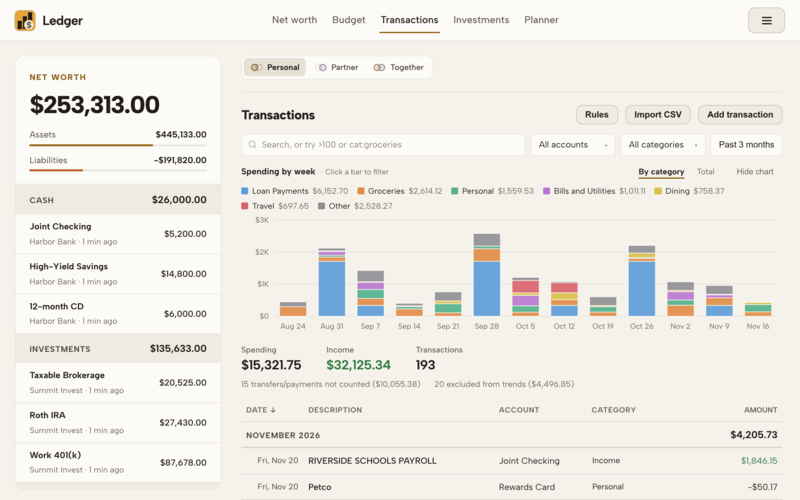 Ledger
Net worth Budget Transactions Investments Planner
NET WORTH
$253,313.00
Assets $445,133.00
Liabilities -$191,820.00
CASH $26,000.00
Joint Checking
Harbor Bank · 1 min ago
$5,200.00
High-Yield Savings
Harbor Bank · 1 min ago
$14,800.00
12-month CD
Harbor Bank · 1 min ago
$6,000.00
INVESTMENTS $135,633.00
Taxable Brokerage
Summit Invest · 1 min ago
$20,525.00
Roth IRA
Summit Invest · 1 min ago
$27,430.00
Work 401(k)
Summit Invest · 1 min ago
$87,678.00
Personal Partner Together
Transactions
Rules Import CSV Add transaction
Search, or try >100 or cat:groceries
All accounts All categories Past 3 months
Spending by week · Click a bar to filter
By category Total Hide chart
Loan Payments $6,152.70 Groceries $2,614.12 Personal $1,559.53 Bills and Utilities $1,011.11 Dining $758.37
Travel $697.65 Other $2,528.27
$3K
$2K
$1K
$0
Aug 24 Aug 31 Sep 7 Sep 14 Sep 21 Sep 28 Oct 5 Oct 12 Oct 19 Oct 26 Nov 2 Nov 9 Nov 16
Spending Income Transactions
$15,321.75 $32,125.34 193
15 transfers/payments not counted ($10,055.38) · 20 excluded from trends ($4,496.85)
DATE ↓ DESCRIPTION ACCOUNT CATEGORY AMOUNT
NOVEMBER 2026 $4,205.73
Fri, Nov 20 RIVERSIDE SCHOOLS PAYROLL Joint Checking Income $1,846.15
Fri, Nov 20 Petco Rewards Card Personal -$50.17